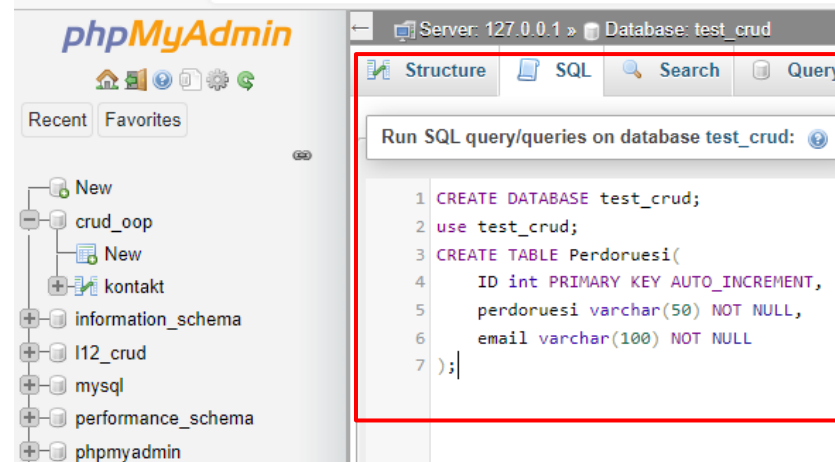 phpMyAdmin
Recent Favorites
New
crud_oop
New
kontakt
information_schema
l12_crud
mysql
performance_schema
phpmyadmin
← Server: 127.0.0.1 » Database: test_crud
Structure SQL Search Query
Run SQL query/queries on database test_crud:
1 CREATE DATABASE test_crud;
2 use test_crud;
3 CREATE TABLE Perdoruesi(
4 ID int PRIMARY KEY AUTO_INCREMENT,
5 perdoruesi varchar(50) NOT NULL,
6 email varchar(100) NOT NULL
7 );